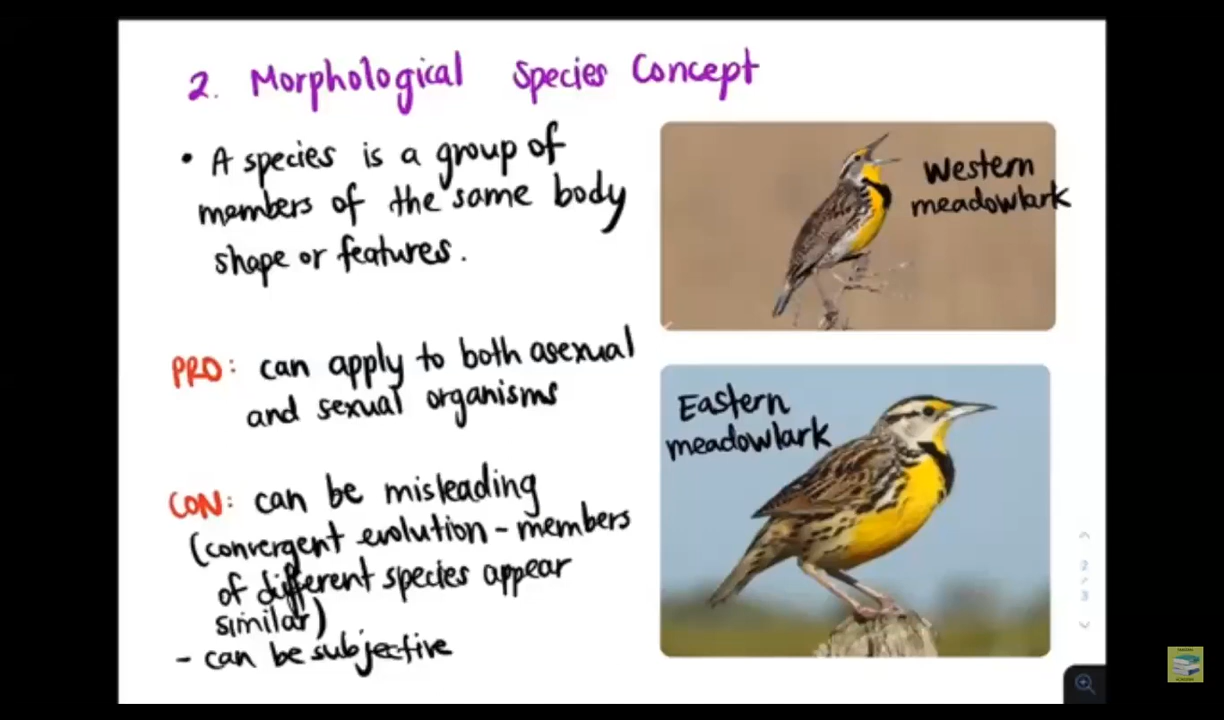 2. Morphological Species Concept
• A species is a group of
members of the same body
shape or features.
PRO: can apply to both asexual
and sexual organisms
CON: can be misleading
(convergent evolution - members
of different species appear
similar)
- can be subjective
Western
meadowlark
Eastern
meadowlark
2
/
3